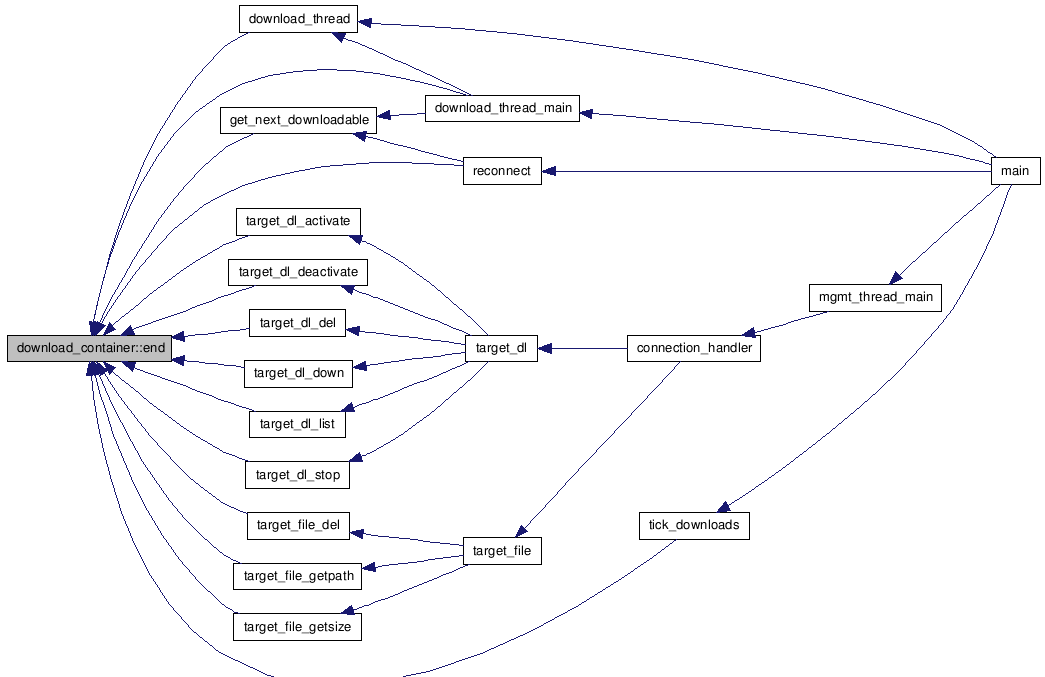 download_thread
download_thread_main
get_next_downloadable
reconnect
main
target_dl_activate
target_dl_deactivate
mgmt_thread_main
target_dl_del
download_container::end
target_dl
connection_handler
target_dl_down
target_dl_list
target_dl_stop
target_file_del
tick_downloads
target_file
target_file_getpath
target_file_getsize